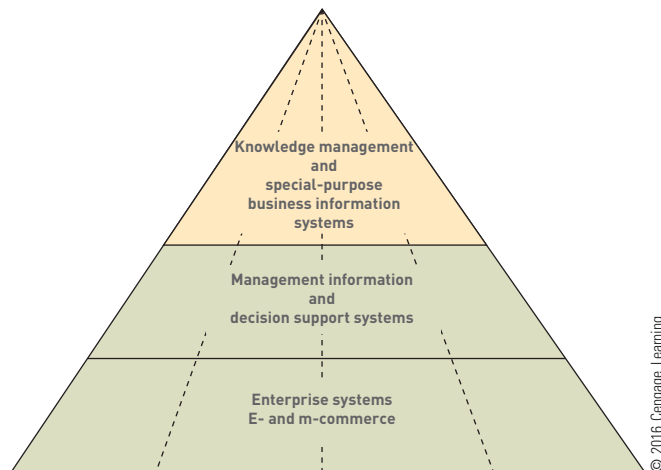 Knowledge management
and
special-purpose
business information
systems
Management information
and
decision support systems
Enterprise systems
E- and m-commerce
© 2016 Cengage Learning